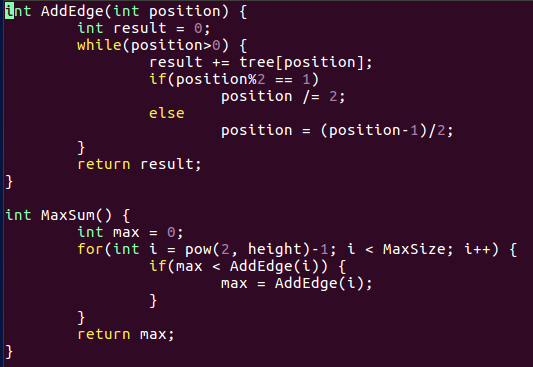 int AddEdge(int position) {
        int result = 0;
        while(position>0) {
                result += tree[position];
                if(position%2 == 1)
                        position /= 2;
                else
                        position = (position-1)/2;
        }
        return result;
}

int MaxSum() {
        int max = 0;
        for(int i = pow(2, height)-1; i < MaxSize; i++) {
                if(max < AddEdge(i)) {
                        max = AddEdge(i);
                }
        }
        return max;
}